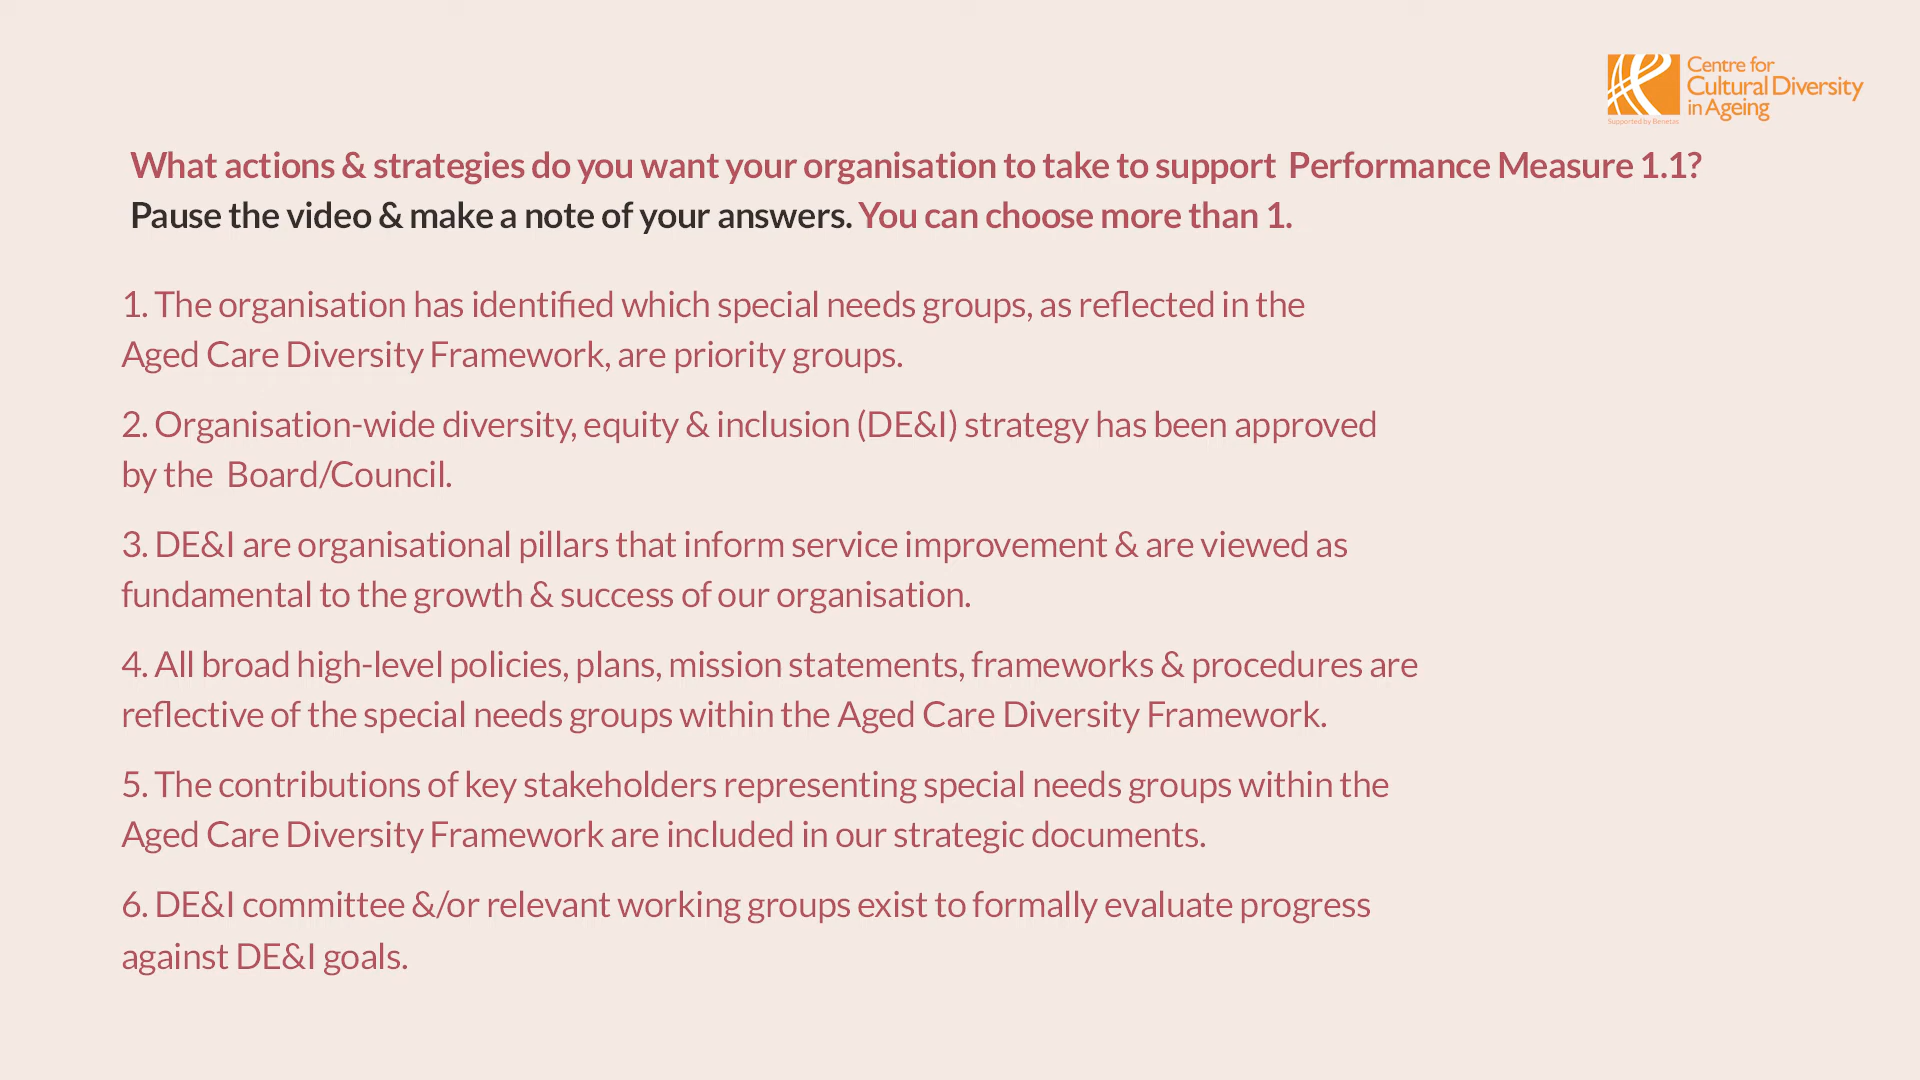 Centre for
Cultural Diversity
in Ageing
Supported by Benetas
What actions & strategies do you want your organisation to take to support Performance Measure 1.1?
Pause the video & make a note of your answers. You can choose more than 1.
1. The organisation has identified which special needs groups, as reflected in the
Aged Care Diversity Framework, are priority groups.
2. Organisation-wide diversity, equity & inclusion (DE&I) strategy has been approved
by the Board/Council.
3. DE&I are organisational pillars that inform service improvement & are viewed as
fundamental to the growth & success of our organisation.
4. All broad high-level policies, plans, mission statements, frameworks & procedures are
reflective of the special needs groups within the Aged Care Diversity Framework.
5. The contributions of key stakeholders representing special needs groups within the
Aged Care Diversity Framework are included in our strategic documents.
6. DE&I committee &/or relevant working groups exist to formally evaluate progress
against DE&I goals.